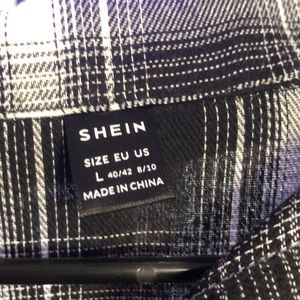 SHEIN
SIZE EU US
L 40/42 8/10
MADE IN CHINA